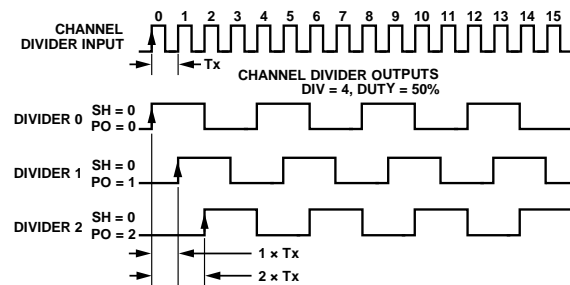 0 1 2 3 4 5 6 7 8 9 10 11 12 13 14 15
CHANNEL
DIVIDER INPUT
Tx
CHANNEL DIVIDER OUTPUTS
DIV = 4, DUTY = 50%
DIVIDER 0
SH = 0
PO = 0
DIVIDER 1
SH = 0
PO = 1
DIVIDER 2
SH = 0
PO = 2
1 × Tx
2 × Tx